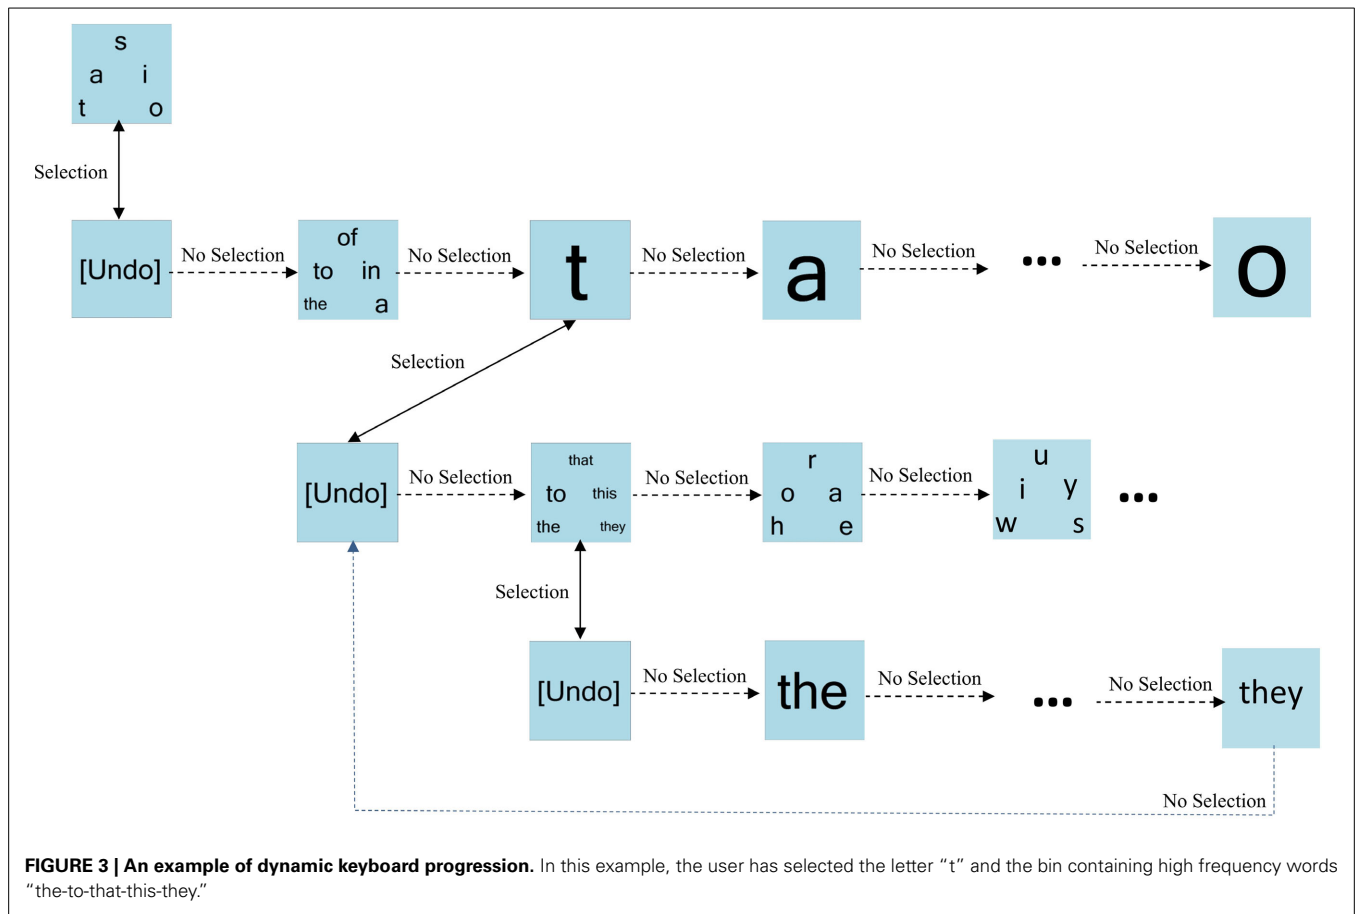 s
a i
t o
Selection
[Undo]
No Selection
of
to in
the a
No Selection
t
No Selection
a
No Selection
...
No Selection
o
Selection
[Undo]
No Selection
that
to this
the they
No Selection
r
o a
h e
No Selection
u
i y
w s
...
Selection
[Undo]
No Selection
the
No Selection
...
No Selection
they
No Selection
FIGURE 3 | An example of dynamic keyboard progression. In this example, the user has selected the letter “t” and the bin containing high frequency words
“the-to-that-this-they.”